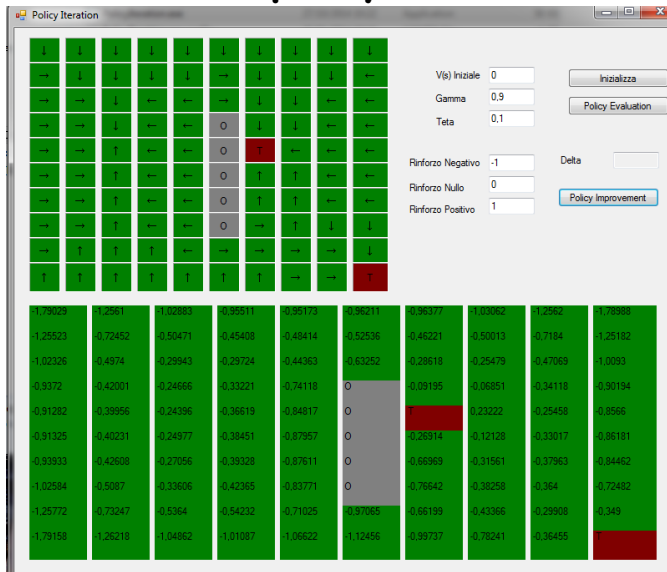 Policy Iteration
↓ ↓ ↓ ↓ ↓ ↓ ↓ ↓ ↓ ↓
→ ↓ ↓ ↓ ↓ → ↓ ↓ ↓ ←
→ → ↓ ← ← → ↓ ↓ ← ←
→ → ↓ ← ← O ↓ ↓ ← ←
→ → ↑ ← ← O ↑ ← ← ←
→ → ↑ ← ← O ↑ ↑ ← ←
→ → ↑ ← ← O ↑ ↑ ← ←
→ → ↑ ← ← O → ↑ ↓ ↓
→ ↑ ↑ ↑ ← → → → → ↓
↑ ↑ ↑ ↑ ↑ ↑ ↑ → → ↑
V(s) Iniziale 0 Inizializza
Gamma 0,9 Policy Evaluation
Teta 0,1
Rinforzo Negativo -1 Delta
Rinforzo Nullo 0 Policy Improvement
Rinforzo Positivo 1
-1,79029 -1,2561 -1,02883 -0,95511 -0,95173 -0,96211 -0,96377 -1,03062 -1,2562 -1,78988
-1,25523 -0,72452 -0,50471 -0,45408 -0,48414 -0,52536 -0,46221 -0,50013 -0,7184 -1,25182
-1,02326 -0,4974 -0,29943 -0,29724 -0,44363 -0,63252 -0,28618 -0,25479 -0,47069 -1,0093
-0,9372 -0,42001 -0,24666 -0,33221 -0,74118 O -0,09195 -0,06851 -0,34118 -0,90194
-0,91282 -0,39956 -0,24396 -0,36619 -0,84817 O T 0,23222 -0,25458 -0,8566
-0,91325 -0,40231 -0,24977 -0,38451 -0,87957 O -0,26914 -0,12128 -0,33017 -0,86181
-0,93933 -0,42608 -0,27056 -0,39328 -0,87611 O -0,66969 -0,31561 -0,37963 -0,84462
-1,02584 -0,5087 -0,33606 -0,42365 -0,83771 O -0,75642 -0,38258 -0,364 -0,72482
-1,25772 -0,73247 -0,5364 -0,54232 -0,71025 -0,97065 -0,66199 -0,43366 -0,29908 -0,349
-1,79158 -1,26218 -1,04862 -1,01087 -1,06622 -1,12456 -0,99737 -0,78241 -0,36455 T